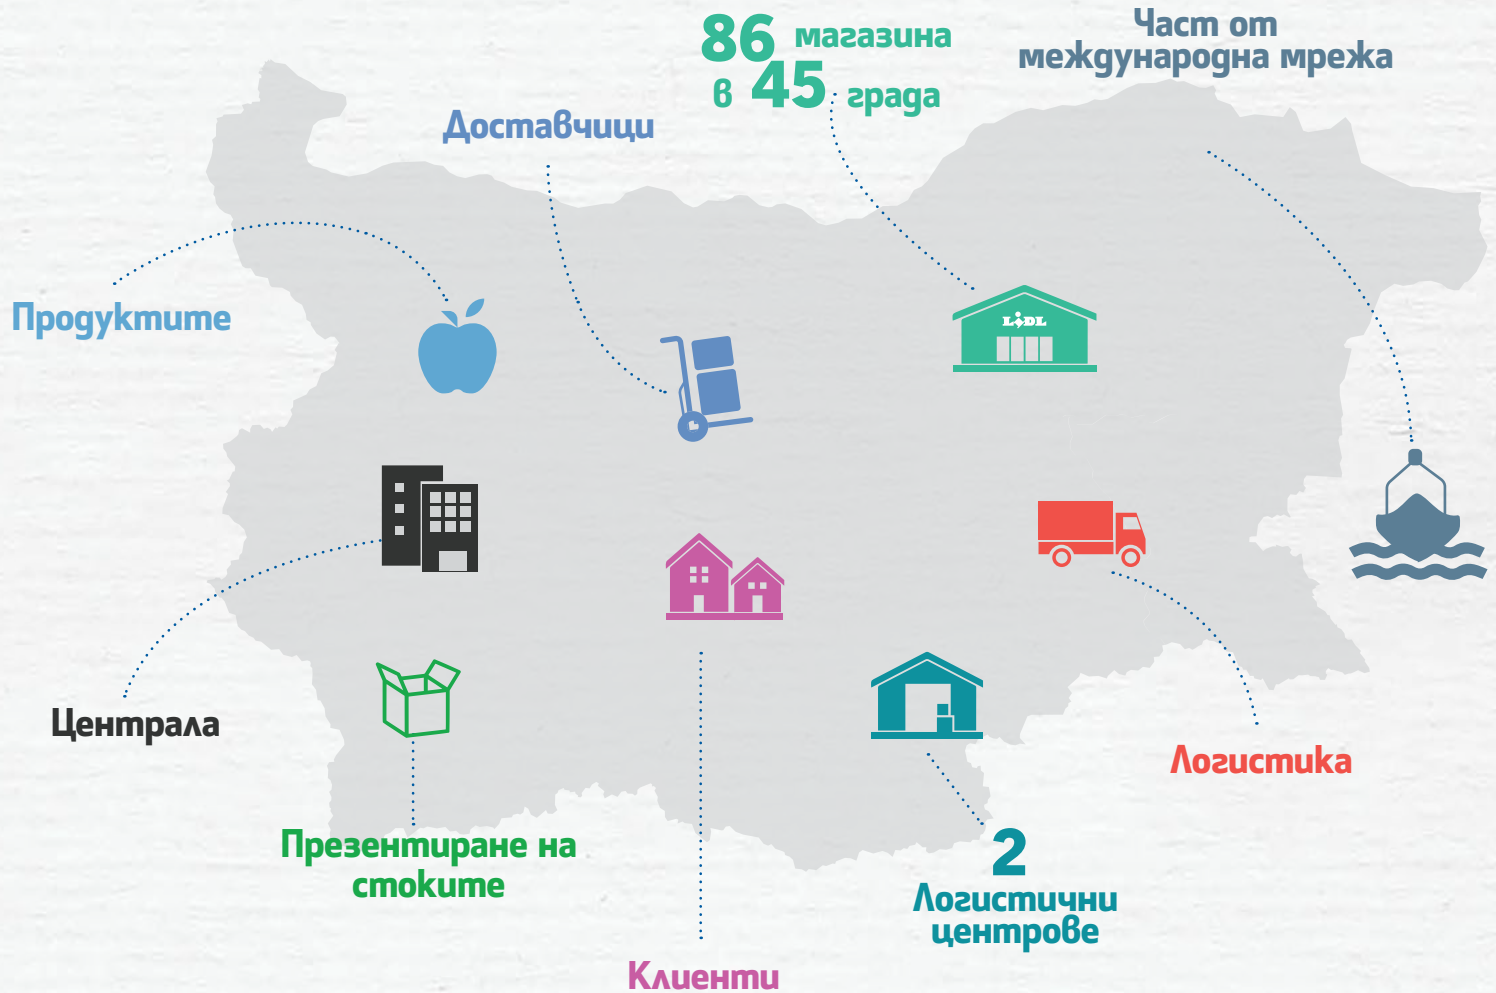 86 магазина
в 45 града
Част от
международна мрежа
Доставчици
Продуктите
LIDL
Централа
Логистика
Презентиране на
стоките
2
Логистични
центрове
Клиенти